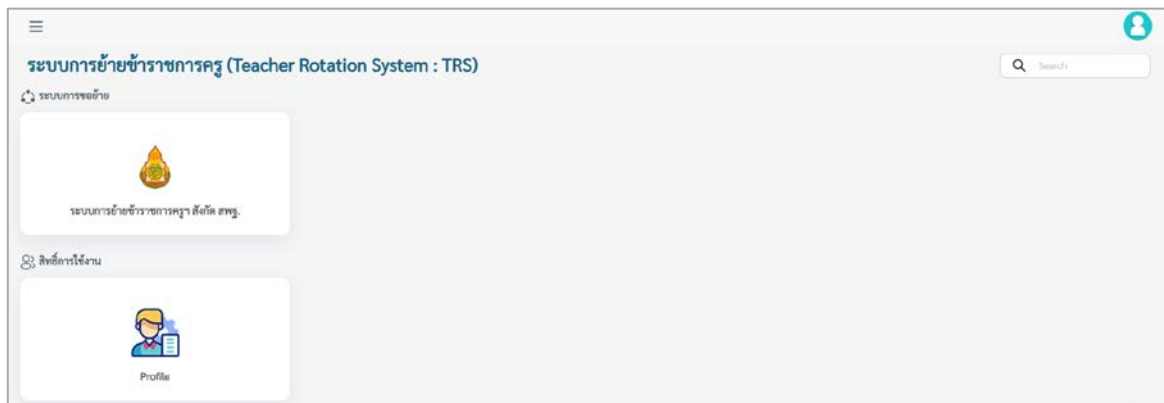 ระบบการย้ายข้าราชการครู (Teacher Rotation System : TRS)
Search
ระบบการขอย้าย
ระบบการย้ายข้าราชการครูฯ สังกัด สพฐ.
สิทธิ์การใช้งาน
Profile